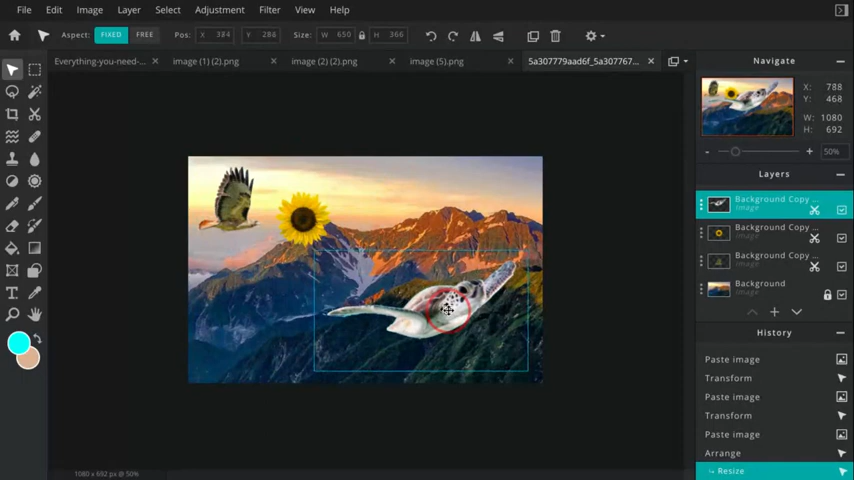 File Edit Image Layer Select Adjustment Filter View Help
Aspect: FIXED FREE Pos: X 384 Y 286 Size: W 650 H 366
Everything-you-need-... image (1) (2).png image (2) (2).png image (5).png 5a307779aad6f_5a307767...
Navigate
X: 788
Y: 468
W: 1080
H: 692
- + 50%
Layers
Background Copy ...
Image
Background Copy ...
Image
Background Copy ...
Image
Background
Image
History
Paste image
Transform
Paste image
Transform
Paste image
Arrange
Resize
1080 x 692 px @ 50%